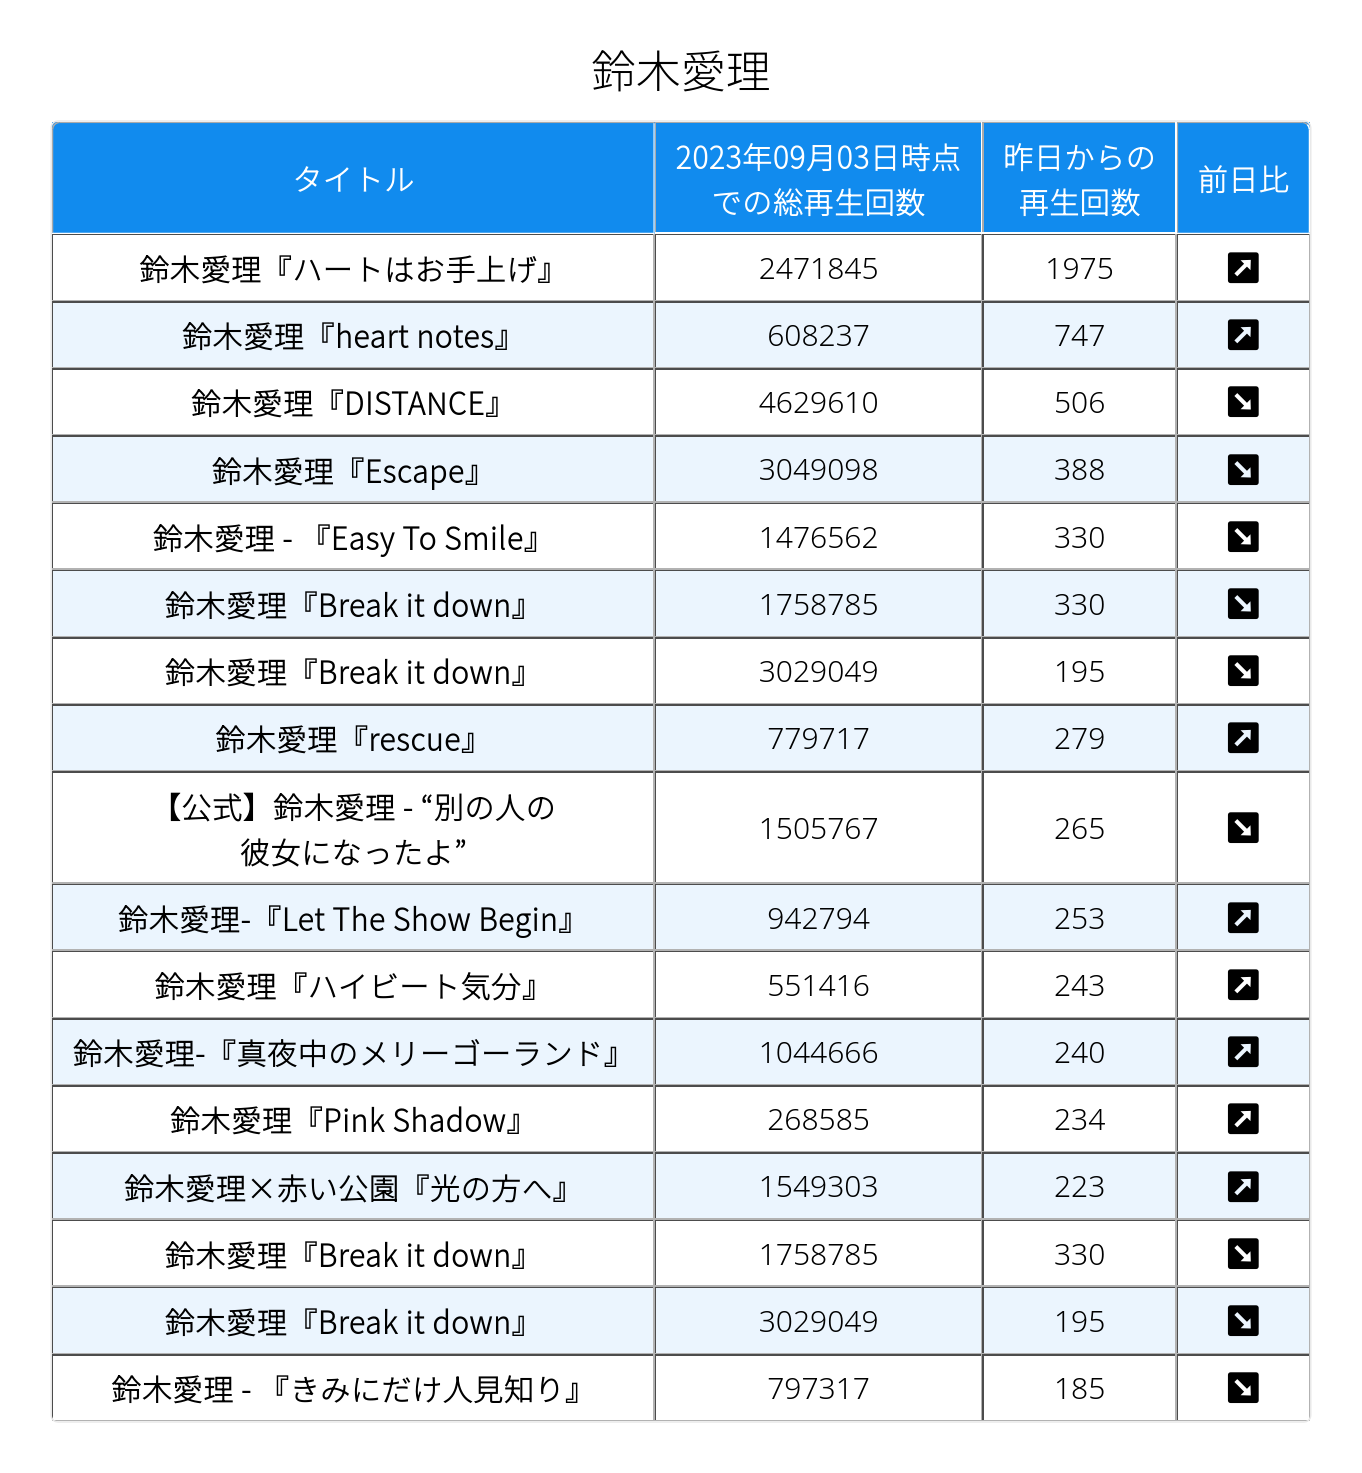 鈴木愛理
タイトル
2023年09月03日時点
での総再生回数
昨日からの
再生回数
前日比
鈴木愛理『ハートはお手上げ』 2471845 1975 ↗
鈴木愛理『heart notes』 608237 747 ↗
鈴木愛理『DISTANCE』 4629610 506 ↘
鈴木愛理『Escape』 3049098 388 ↘
鈴木愛理 - 『Easy To Smile』 1476562 330 ↘
鈴木愛理『Break it down』 1758785 330 ↘
鈴木愛理『Break it down』 3029049 195 ↘
鈴木愛理『rescue』 779717 279 ↗
【公式】鈴木愛理 - “別の人の
彼女になったよ” 1505767 265 ↘
鈴木愛理-『Let The Show Begin』 942794 253 ↗
鈴木愛理『ハイビート気分』 551416 243 ↗
鈴木愛理-『真夜中のメリーゴーランド』 1044666 240 ↗
鈴木愛理『Pink Shadow』 268585 234 ↗
鈴木愛理×赤い公園『光の方へ』 1549303 223 ↗
鈴木愛理『Break it down』 1758785 330 ↘
鈴木愛理『Break it down』 3029049 195 ↘
鈴木愛理 - 『きみにだけ人見知り』 797317 185 ↘